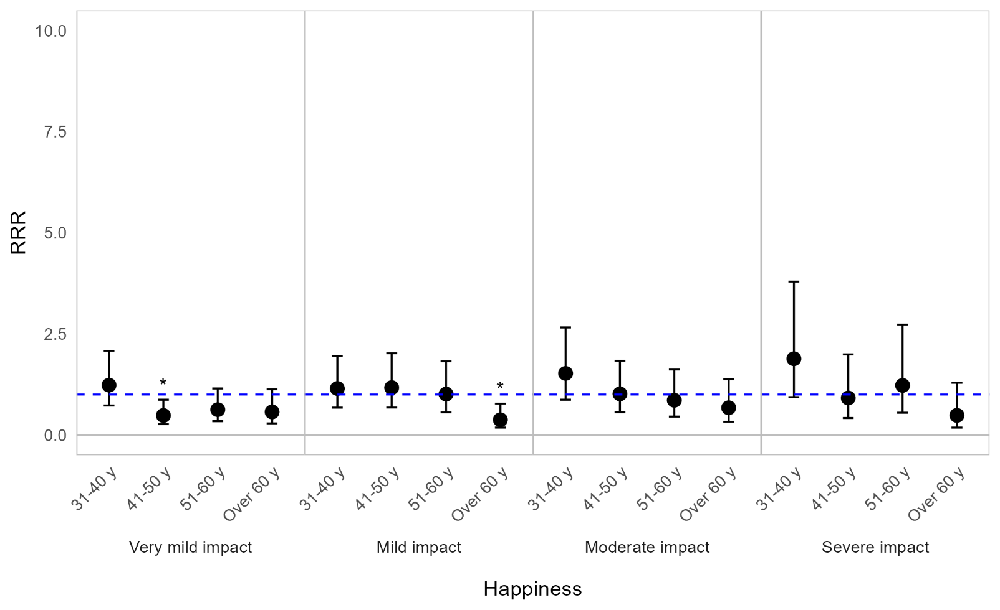 10.0
7.5
5.0
2.5
0.0
RRR
*
*
31-40 y
41-50 y
51-60 y
Over 60 y
31-40 y
41-50 y
51-60 y
Over 60 y
31-40 y
41-50 y
51-60 y
Over 60 y
31-40 y
41-50 y
51-60 y
Over 60 y
Very mild impact
Mild impact
Moderate impact
Severe impact
Happiness